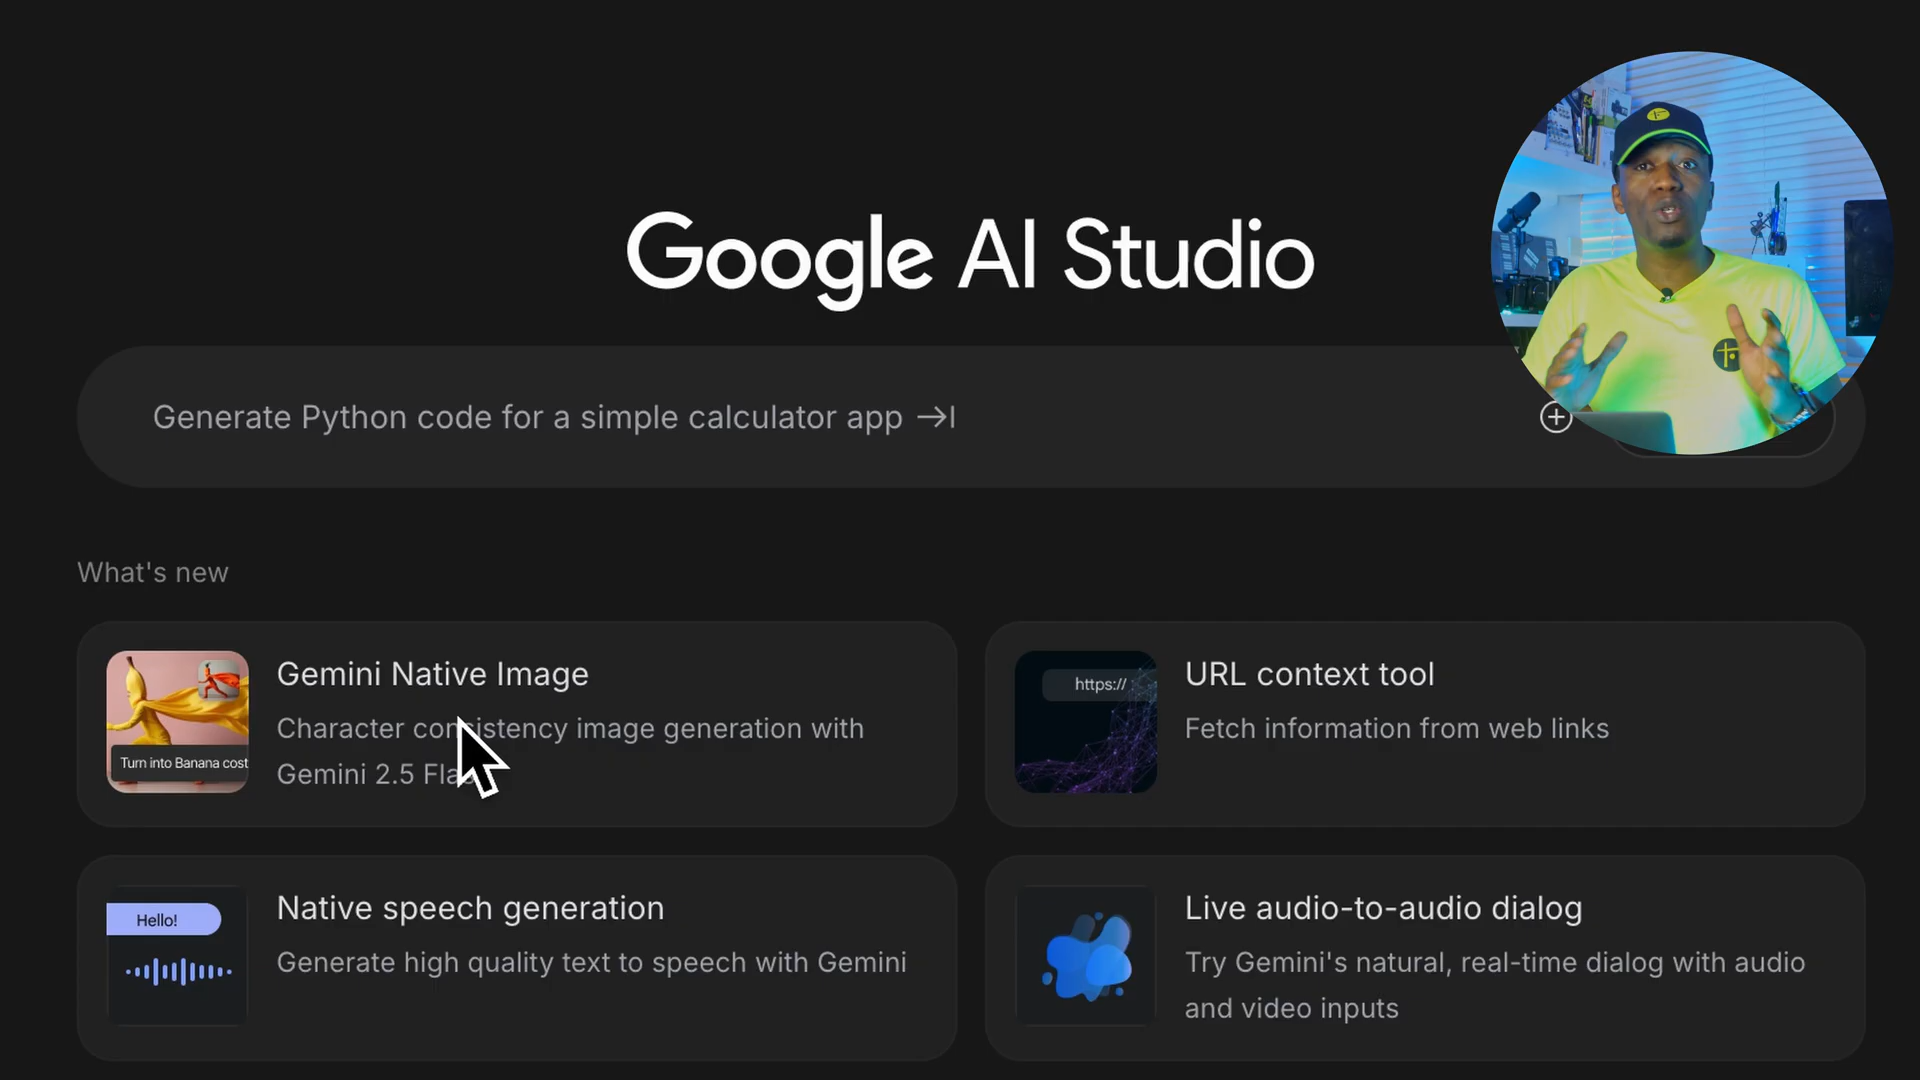 Google AI Studio
Generate Python code for a simple calculator app
What's new
Gemini Native Image
Character consistency image generation with
Gemini 2.5
Turn into Banana cost
URL context tool
Fetch information from web links
https://
Native speech generation
Generate high quality text to speech with Gemini
Hello!
Live audio-to-audio dialog
Try Gemini's natural, real-time dialog with audio
and video inputs